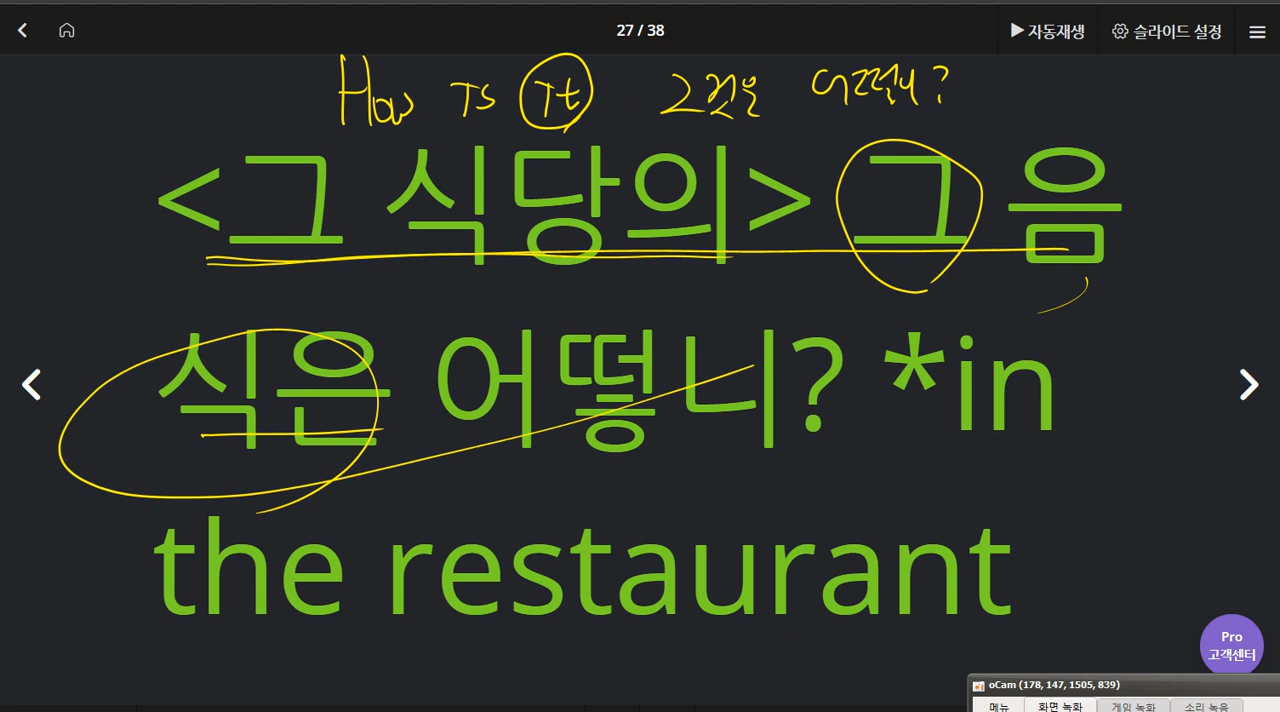 27 / 38
▶자동재생
슬라이드 설정
How Is It 그것은 어떻니?
<그 식당의> 그 음
식은 어떻니? *in
the restaurant
Pro
고객센터
oCam (178, 147, 1505, 839)
메뉴 화면 녹화 게임 녹화 소리 녹음